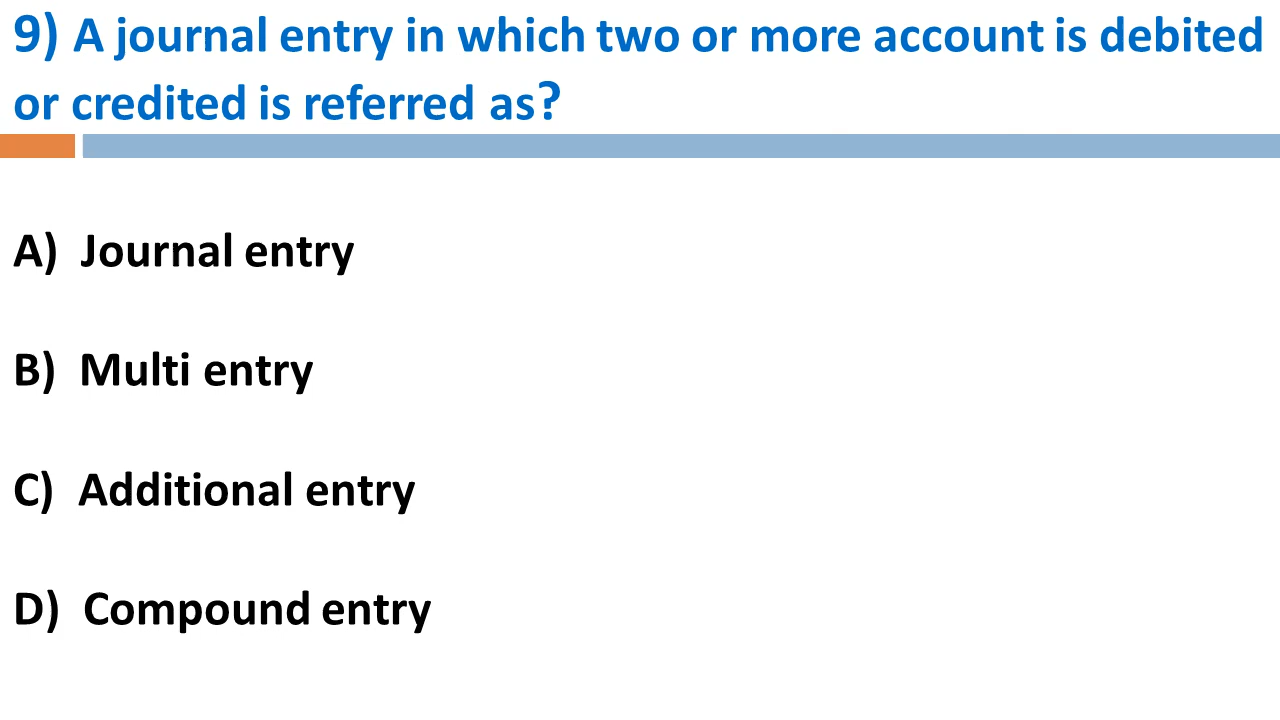 9) A journal entry in which two or more account is debited
or credited is referred as?
A) Journal entry
B) Multi entry
C) Additional entry
D) Compound entry